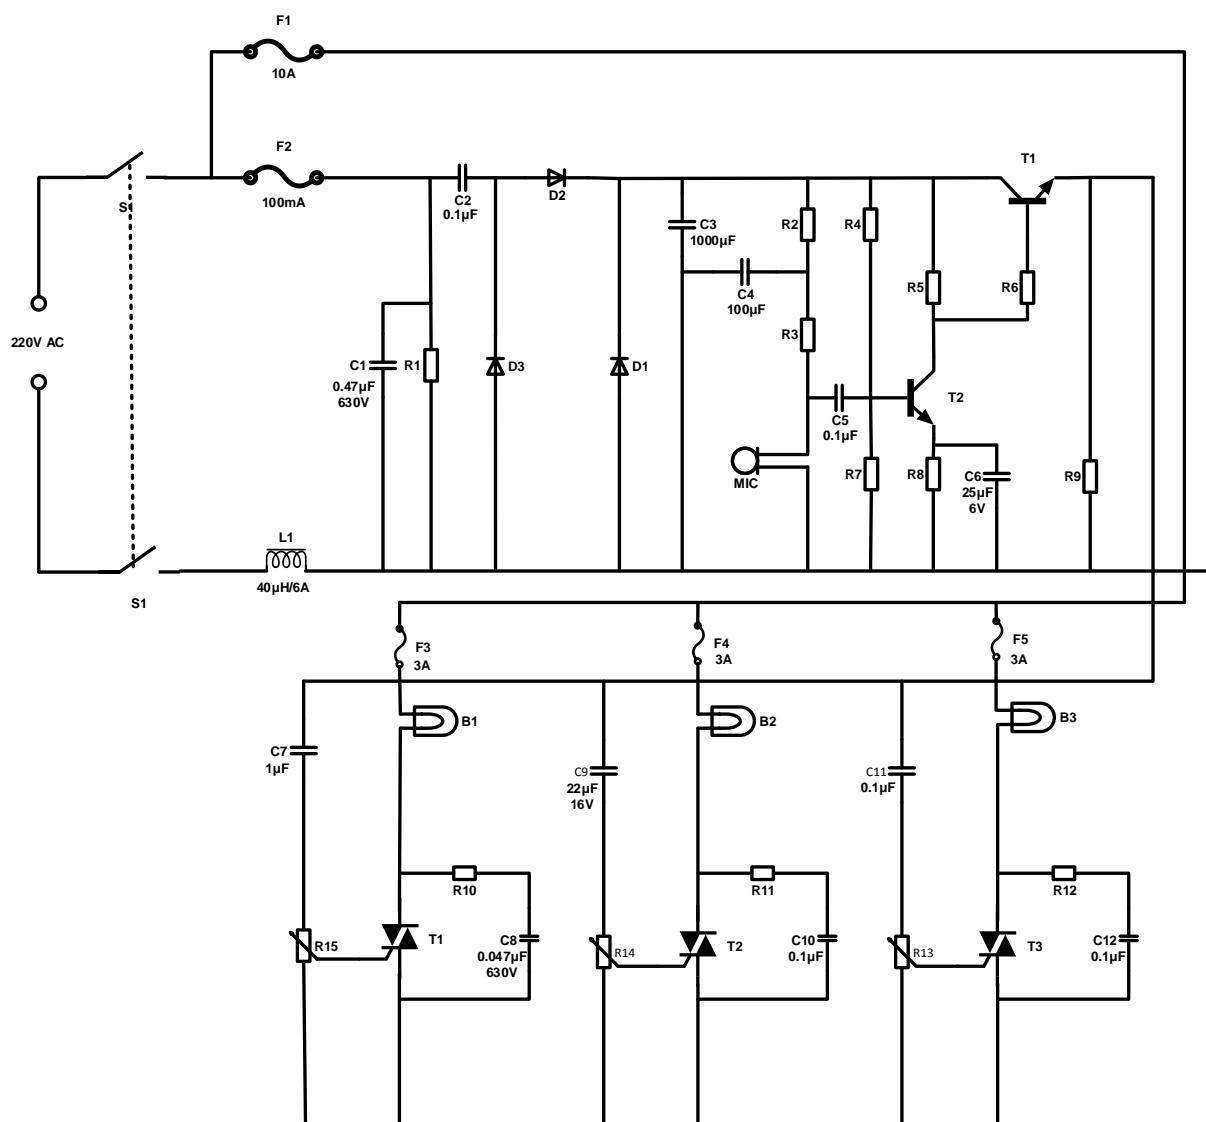 F1
10A
F2
100mA
S1
220V AC
C2
0.1µF
D2
T1
C3
1000µF
R2
R4
C4
100µF
R5
R6
R3
C1
0.47µF
630V
R1
D3
D1
C5
0.1µF
T2
MIC
R7
R8
C6
25µF
6V
R9
L1
40µH/6A
S1
F3
3A
F4
3A
F5
3A
B1
B2
B3
C7
1µF
C9
22µF
16V
C11
0.1µF
R10
R11
R12
R15
T1
C8
0.047µF
630V
R14
T2
C10
0.1µF
R13
T3
C12
0.1µF